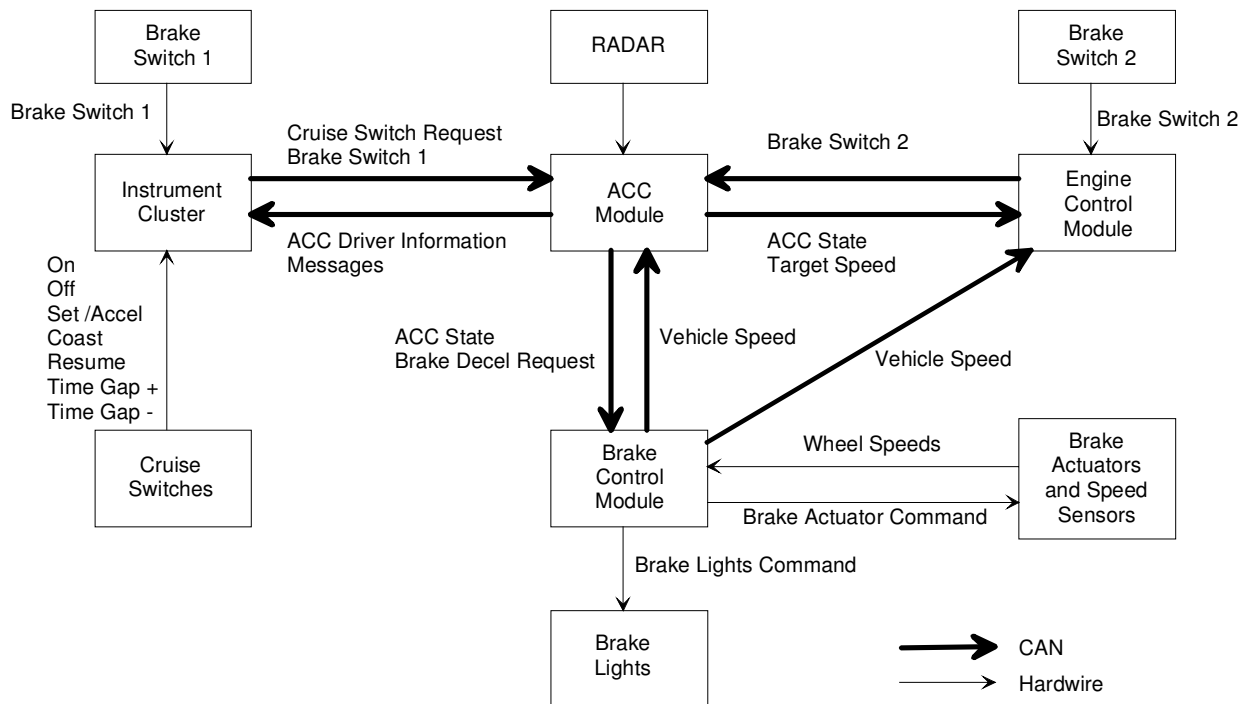 Brake
Switch 1
RADAR
Brake
Switch 2
Brake Switch 1
Brake Switch 2
Cruise Switch Request
Brake Switch 1
Brake Switch 2
Instrument
Cluster
ACC
Module
Engine
Control
Module
ACC Driver Information
Messages
ACC State
Target Speed
On
Off
Set /Accel
Coast
Resume
Time Gap +
Time Gap -
ACC State
Brake Decel Request
Vehicle Speed
Vehicle Speed
Cruise
Switches
Brake
Control
Module
Wheel Speeds
Brake Actuator Command
Brake
Actuators
and Speed
Sensors
Brake Lights Command
Brake
Lights
CAN
Hardwire